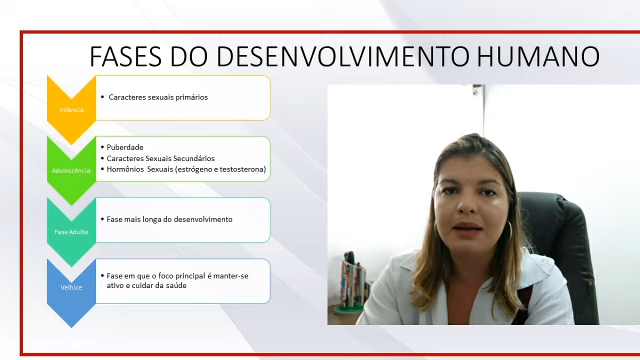 FASES DO DESENVOLVIMENTO HUMANO
Infância
• Caracteres sexuais primários
Adolescência
• Puberdade
• Caracteres Sexuais Secundários
• Hormônios Sexuais (estrógeno e testosterona)
Fase Adulta
• Fase mais longa do desenvolvimento
Velhice
• Fase em que o foco principal é manter-se
ativo e cuidar da saúde